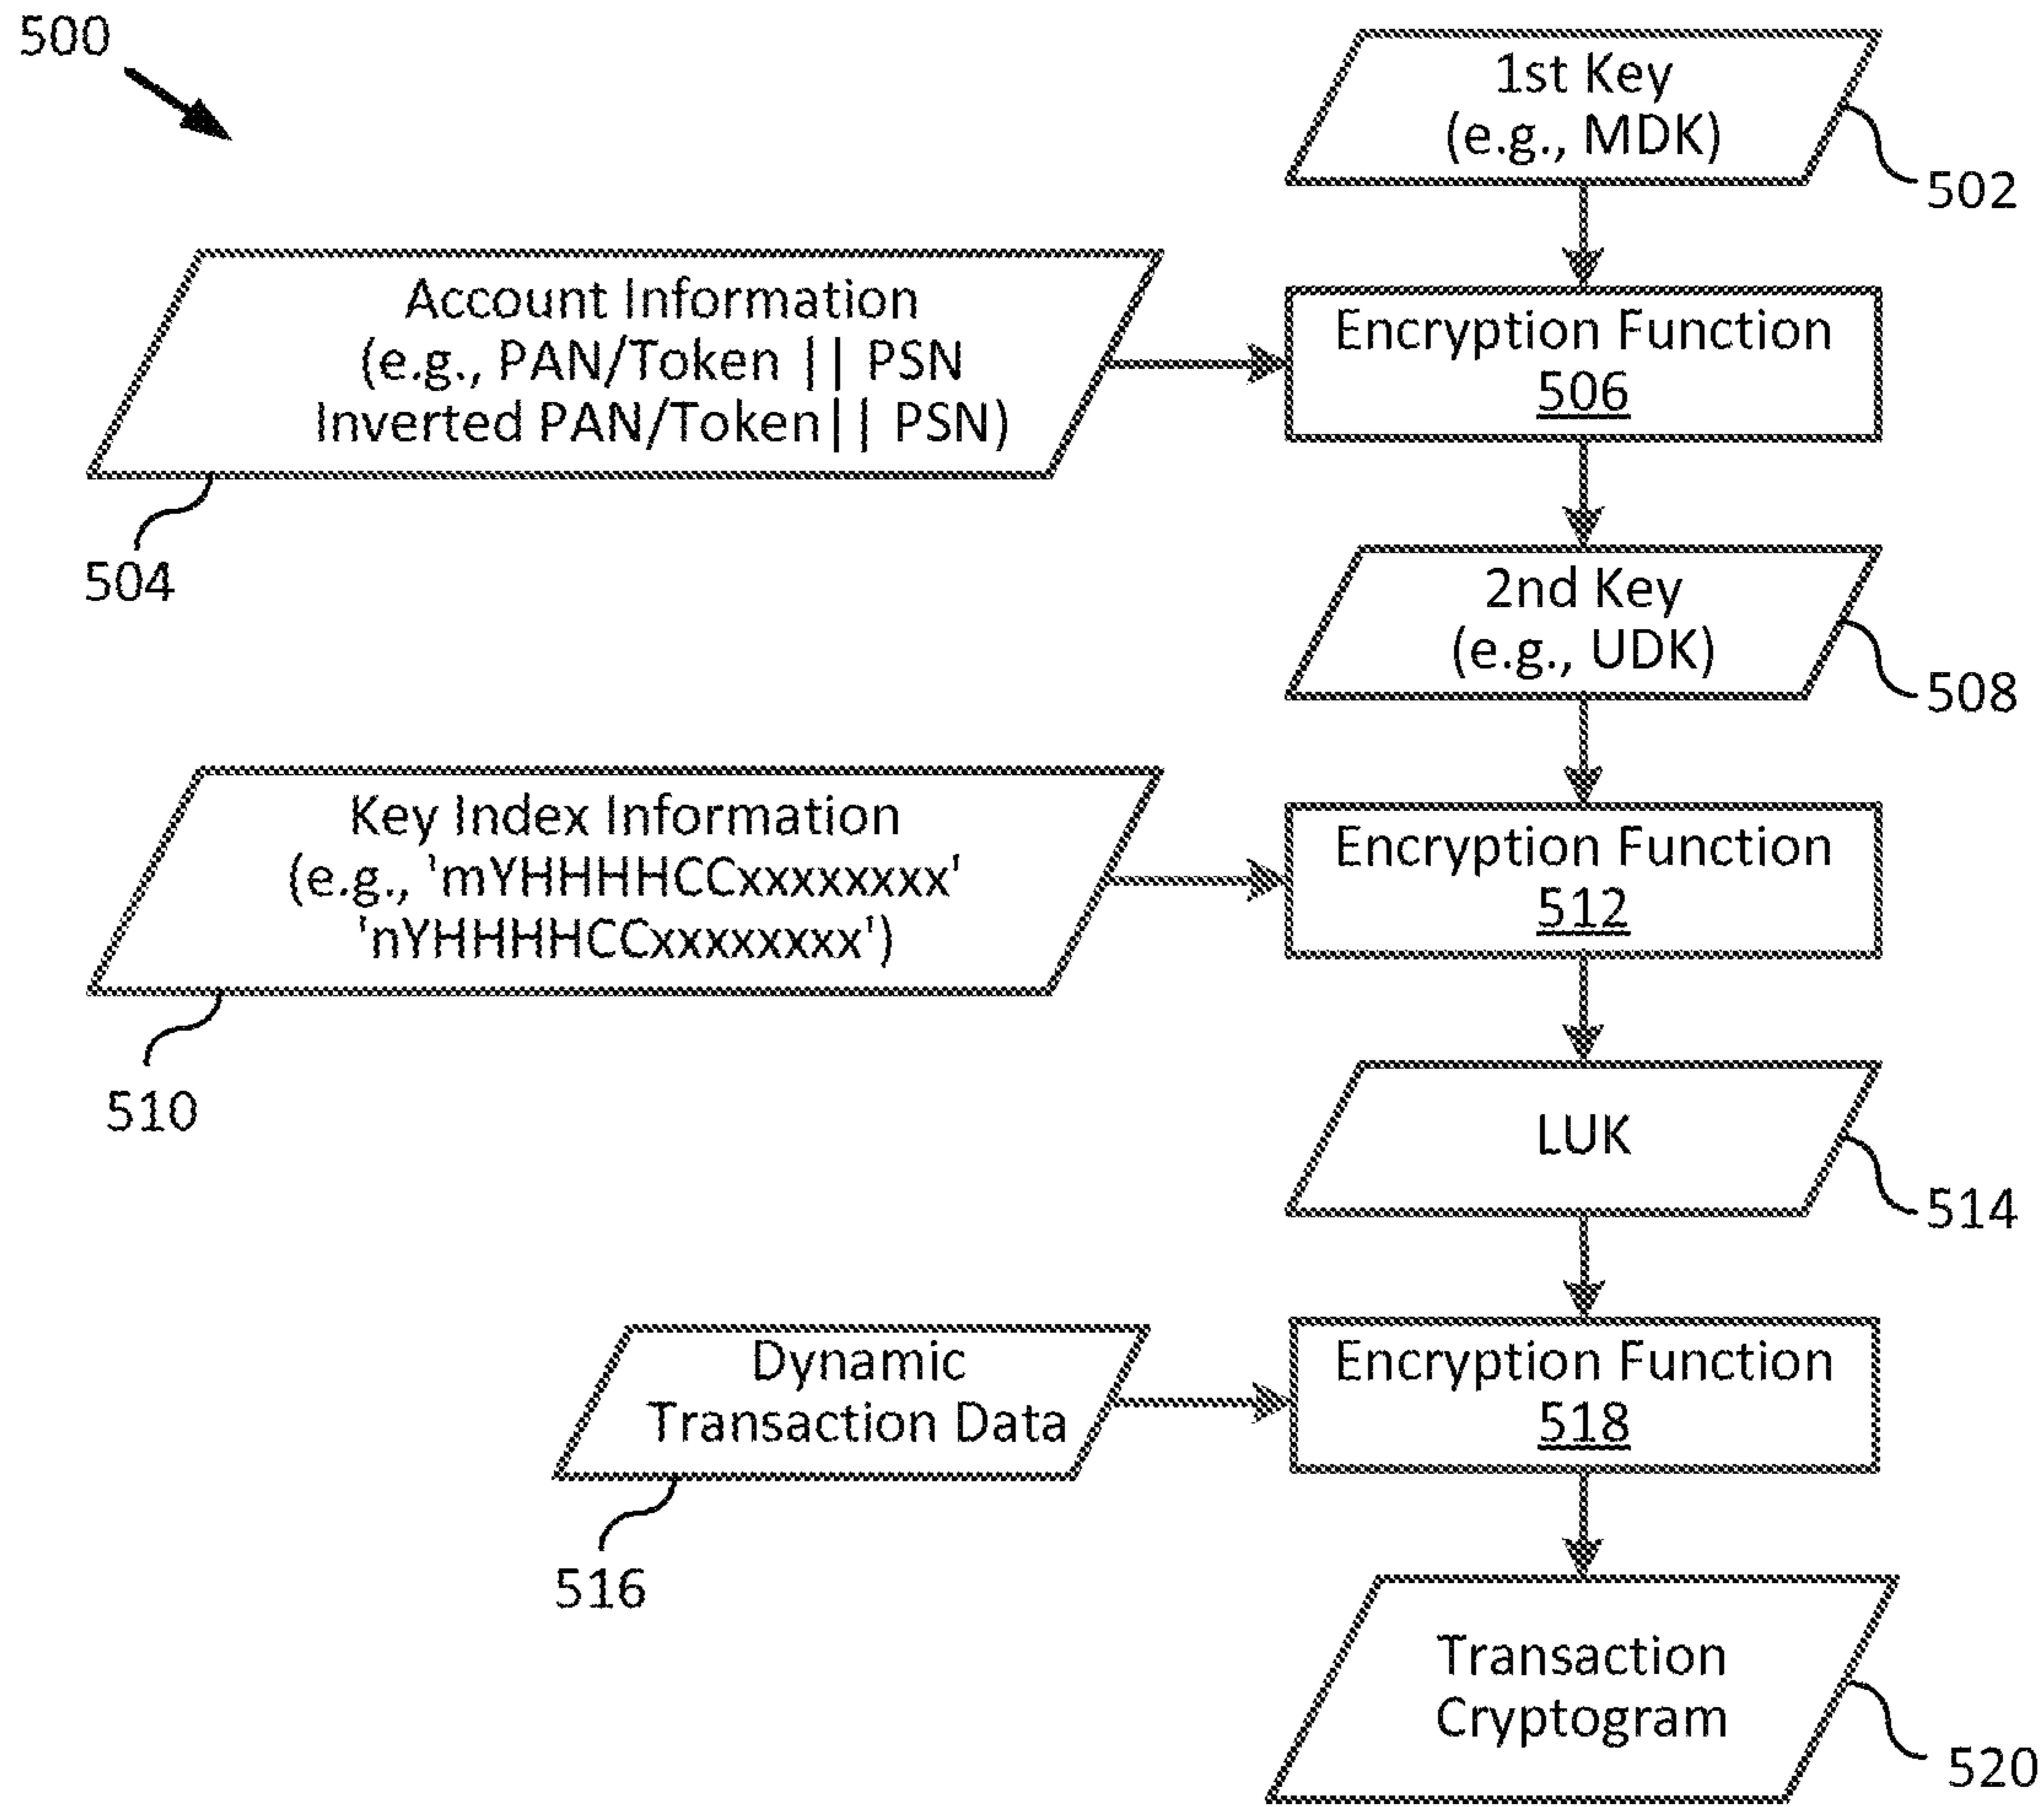 500
1st Key
(e.g., MDK)
502
Account Information
(e.g., PAN/Token || PSN
Inverted PAN/Token|| PSN)
504
Encryption Function
506
2nd Key
(e.g., UDK)
508
Key Index Information
(e.g., 'mYHHHHCCxxxxxxxx'
'nYHHHHCCxxxxxxxx')
510
Encryption Function
512
LUK
514
Dynamic
Transaction Data
516
Encryption Function
518
Transaction
Cryptogram
520